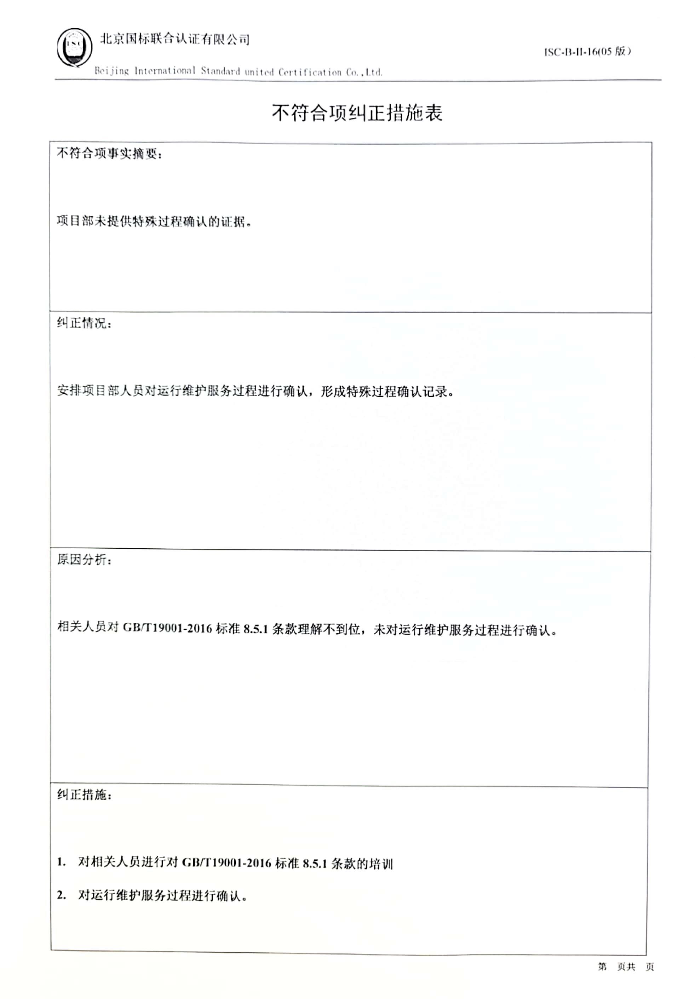 ISC
北京国标联合认证有限公司
ISC-B-II-16(05 版)
Beijing International Standard united Certification Co.,Ltd.
不符合项纠正措施表
不符合项事实摘要：
项目部未提供特殊过程确认的证据。
纠正情况：
安排项目部人员对运行维护服务过程进行确认，形成特殊过程确认记录。
原因分析：
相关人员对 GB/T19001-2016 标准 8.5.1 条款理解不到位，未对运行维护服务过程进行确认。
纠正措施：
1. 对相关人员进行对 GB/T19001-2016 标准 8.5.1 条款的培训
2. 对运行维护服务过程进行确认。
第 页共 页